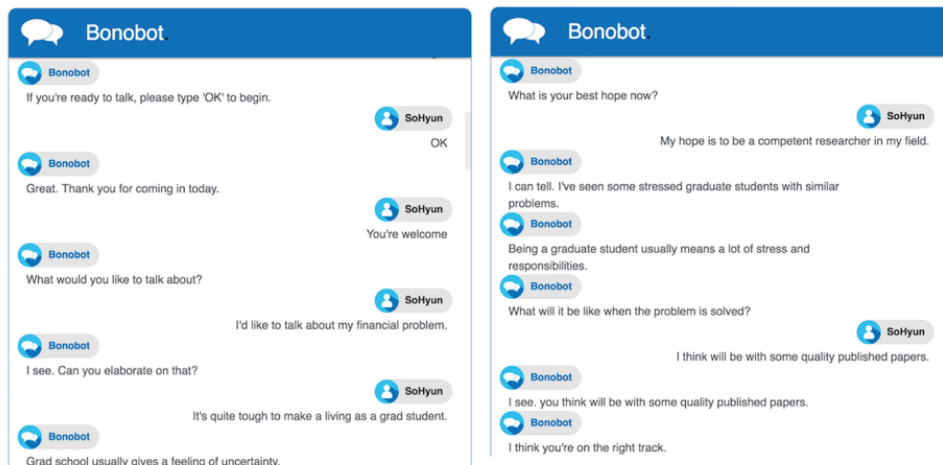 Bonobot.
Bonobot
If you're ready to talk, please type 'OK' to begin.
SoHyun
OK
Bonobot
Great. Thank you for coming in today.
SoHyun
You're welcome
Bonobot
What would you like to talk about?
SoHyun
I'd like to talk about my financial problem.
Bonobot
I see. Can you elaborate on that?
SoHyun
It's quite tough to make a living as a grad student.
Bonobot
Grad school usually gives a feeling of uncertainty.
Bonobot.
Bonobot
What is your best hope now?
SoHyun
My hope is to be a competent researcher in my field.
Bonobot
I can tell. I've seen some stressed graduate students with similar
problems.
Bonobot
Being a graduate student usually means a lot of stress and
responsibilities.
Bonobot
What will it be like when the problem is solved?
SoHyun
I think will be with some quality published papers.
Bonobot
I see. you think will be with some quality published papers.
Bonobot
I think you're on the right track.